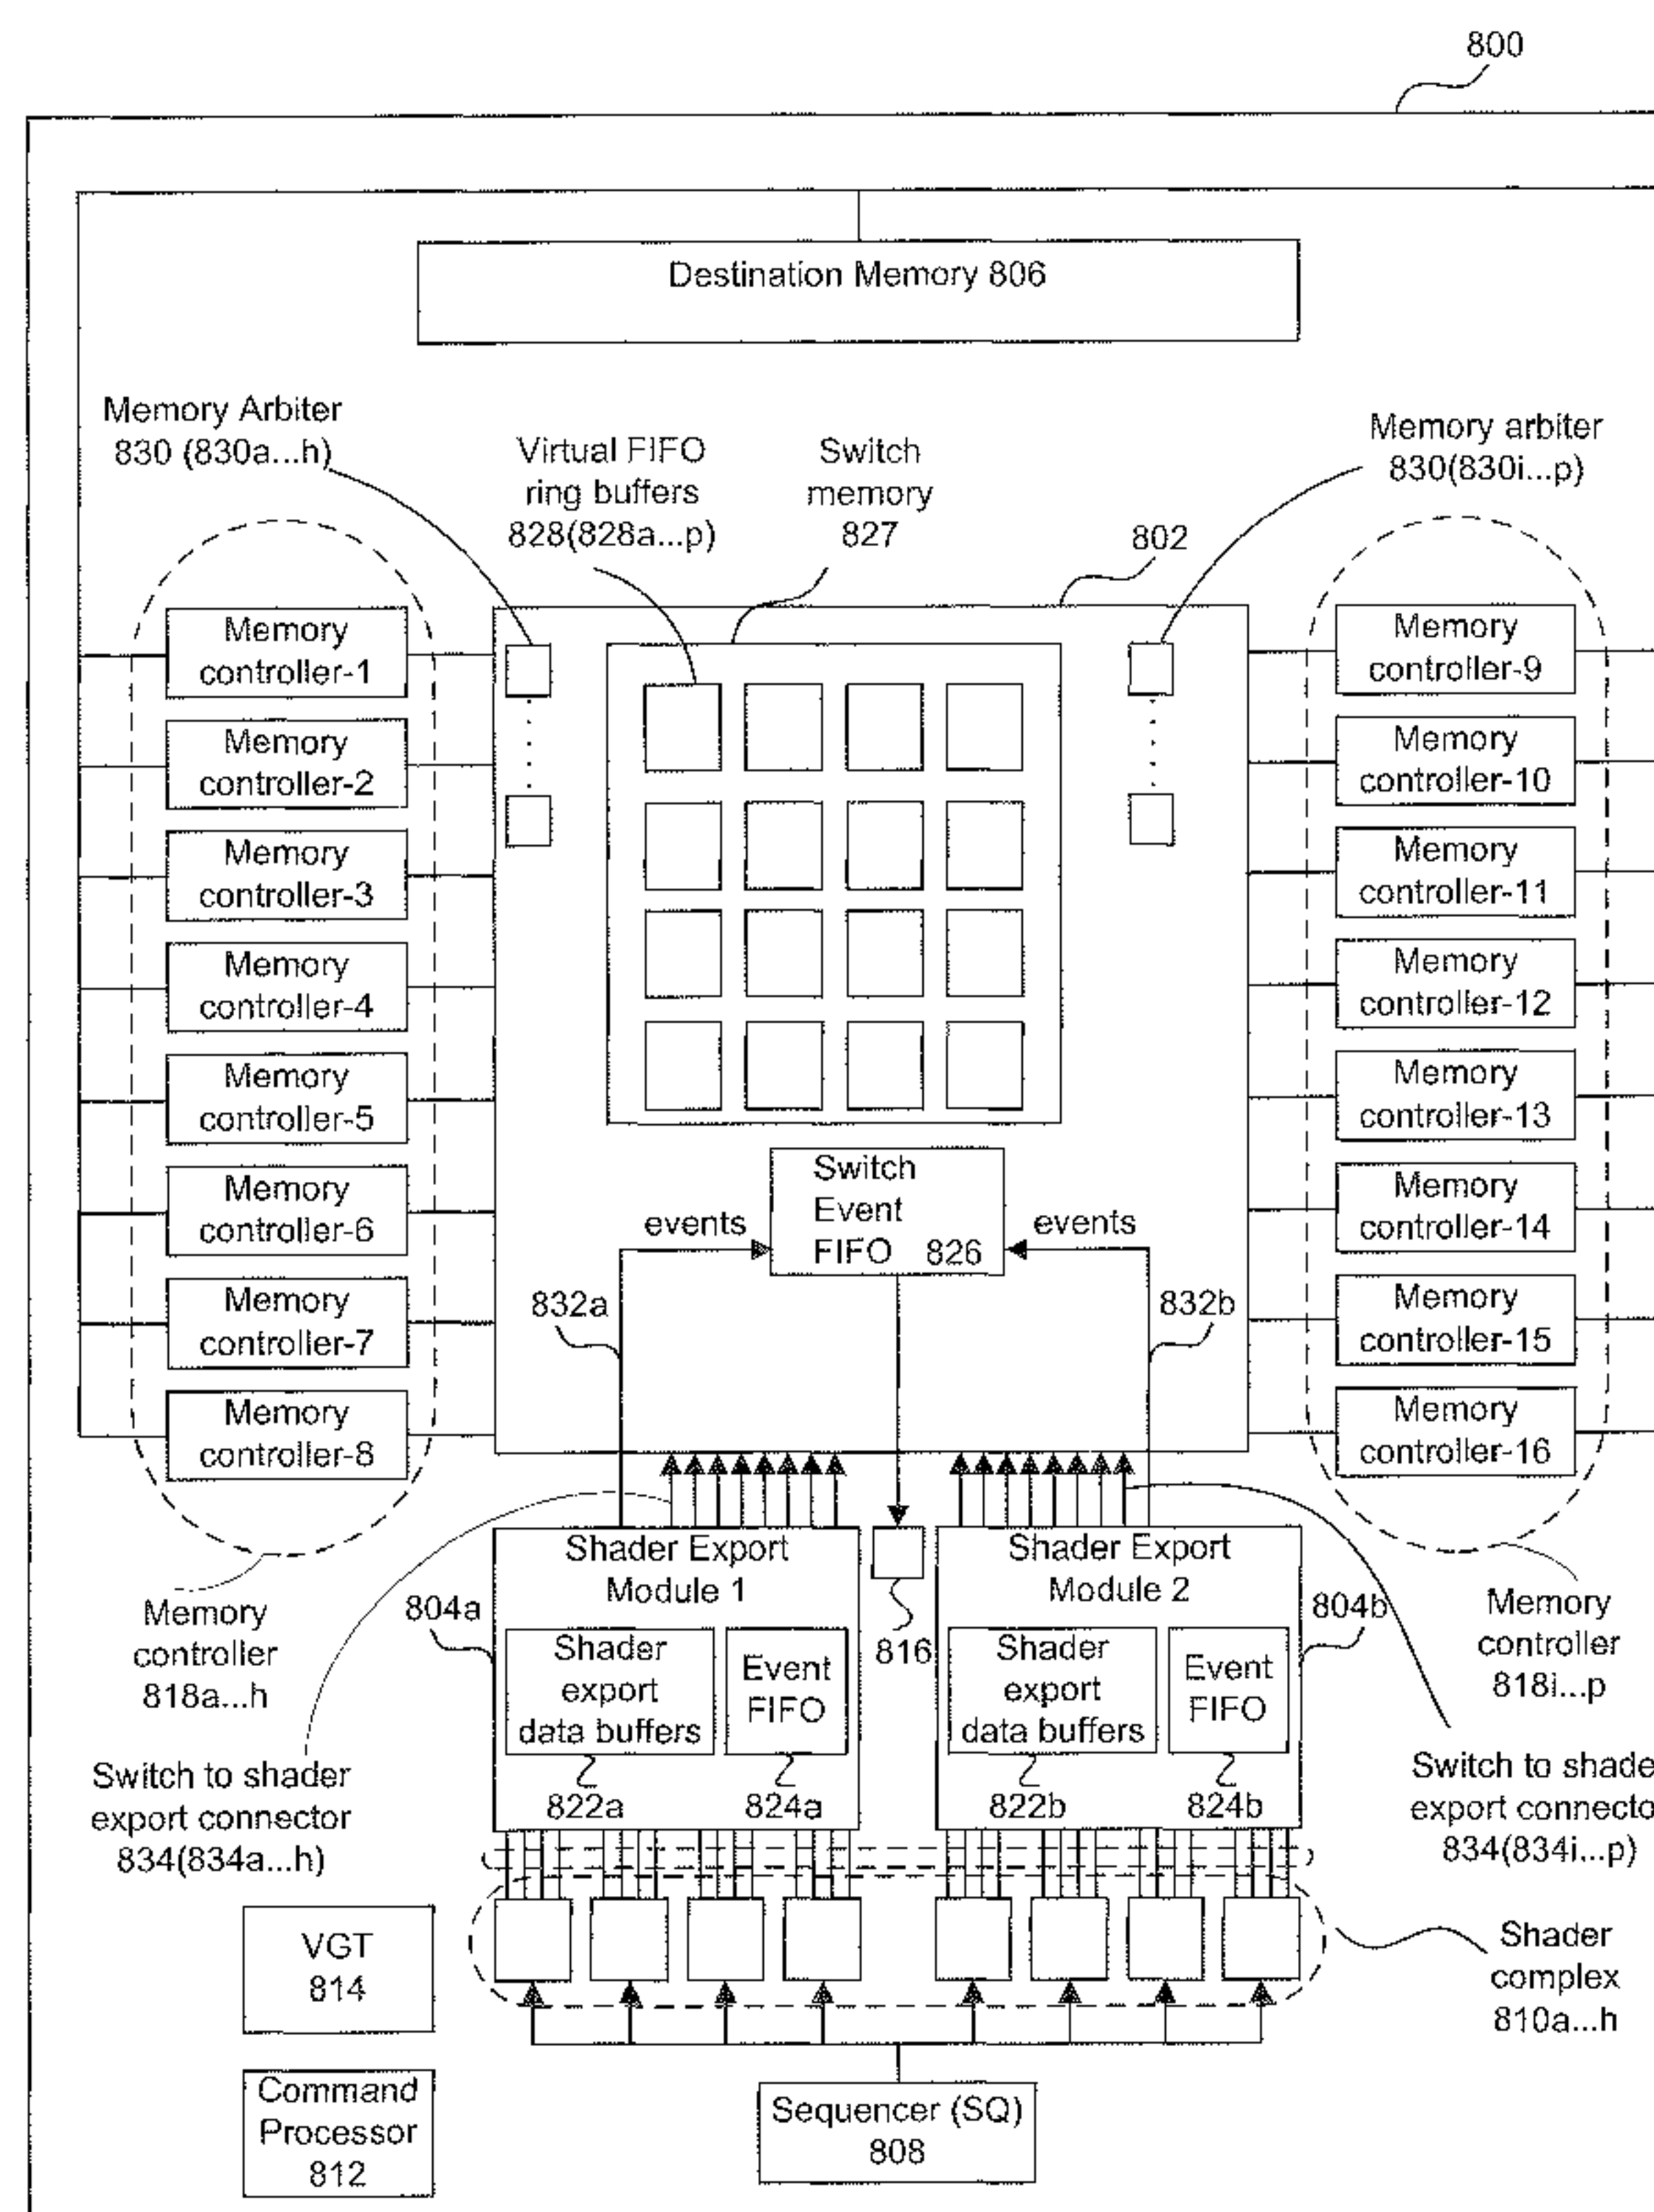 800
Destination Memory 806
Memory Arbiter
830 (830a...h)
Virtual FIFO
ring buffers
828(828a...p)
Switch
memory
827
802
Memory arbiter
830(830i...p)
Memory
controller-1
Memory
controller-2
Memory
controller-3
Memory
controller-4
Memory
controller-5
Memory
controller-6
Memory
controller-7
Memory
controller-8
Memory
controller-9
Memory
controller-10
Memory
controller-11
Memory
controller-12
Memory
controller-13
Memory
controller-14
Memory
controller-15
Memory
controller-16
Switch
Event
FIFO 826
events
events
832a
832b
Shader Export
Module 1
Shader
export
data buffers
Event
FIFO
822a
824a
804a
816
Shader Export
Module 2
Shader
export
data buffers
Event
FIFO
822b
824b
804b
Memory
controller
818a...h
Memory
controller
818i...p
Switch to shader
export connector
834(834a...h)
Switch to shade
export connecto
834(834i...p)
VGT
814
Shader
complex
810a...h
Command
Processor
812
Sequencer (SQ)
808